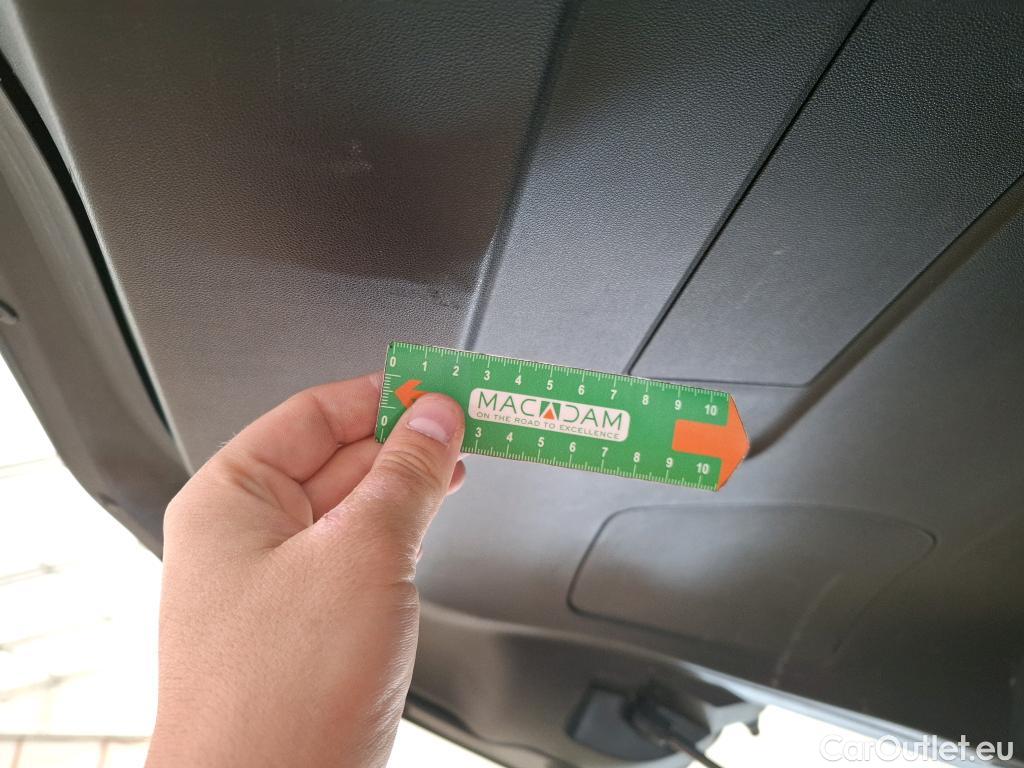 0 1 2 3 4 5 6 7 8 9 10
MACADAM
ON THE ROAD TO EXCELLENCE
0 3 4 5 6 7 8 9 10
CarOutlet.eu